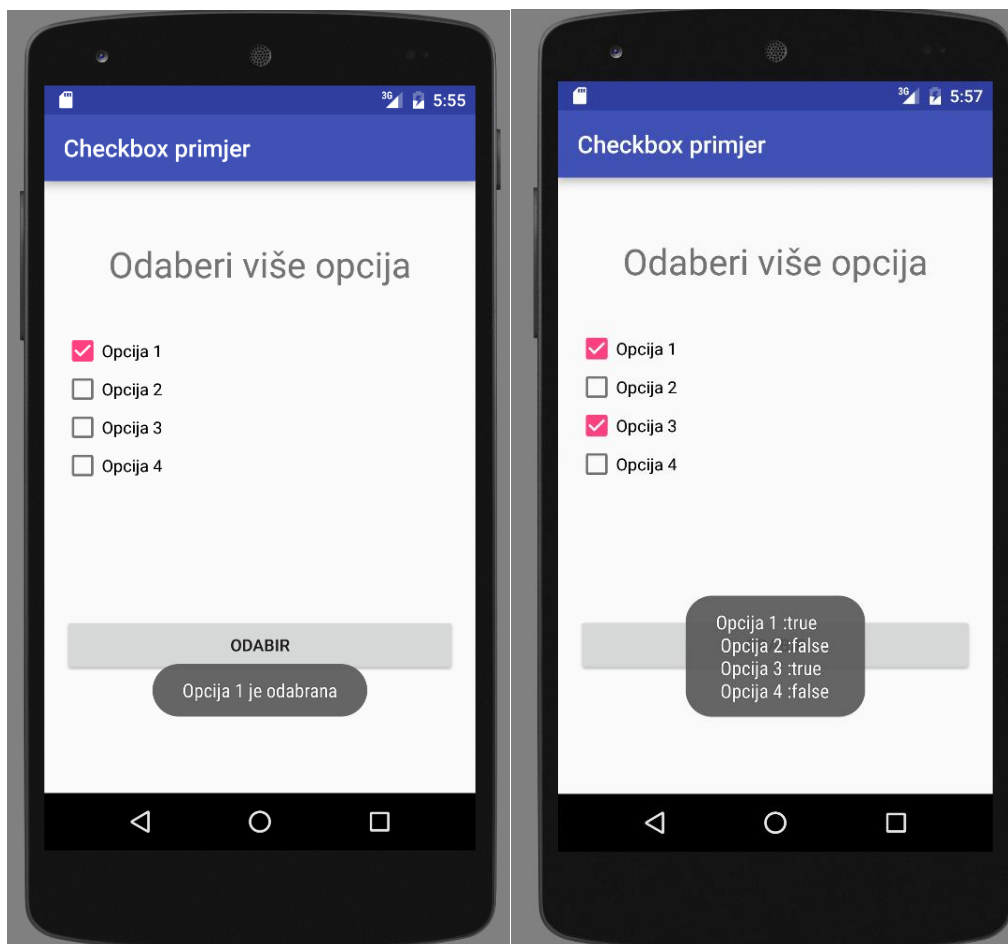 3G 5:55
Checkbox primjer
Odaberi više opcija
Opcija 1
Opcija 2
Opcija 3
Opcija 4
ODABIR
Opcija 1 je odabrana
3G 5:57
Checkbox primjer
Odaberi više opcija
Opcija 1
Opcija 2
Opcija 3
Opcija 4
Opcija 1 :true
Opcija 2 :false
Opcija 3 :true
Opcija 4 :false